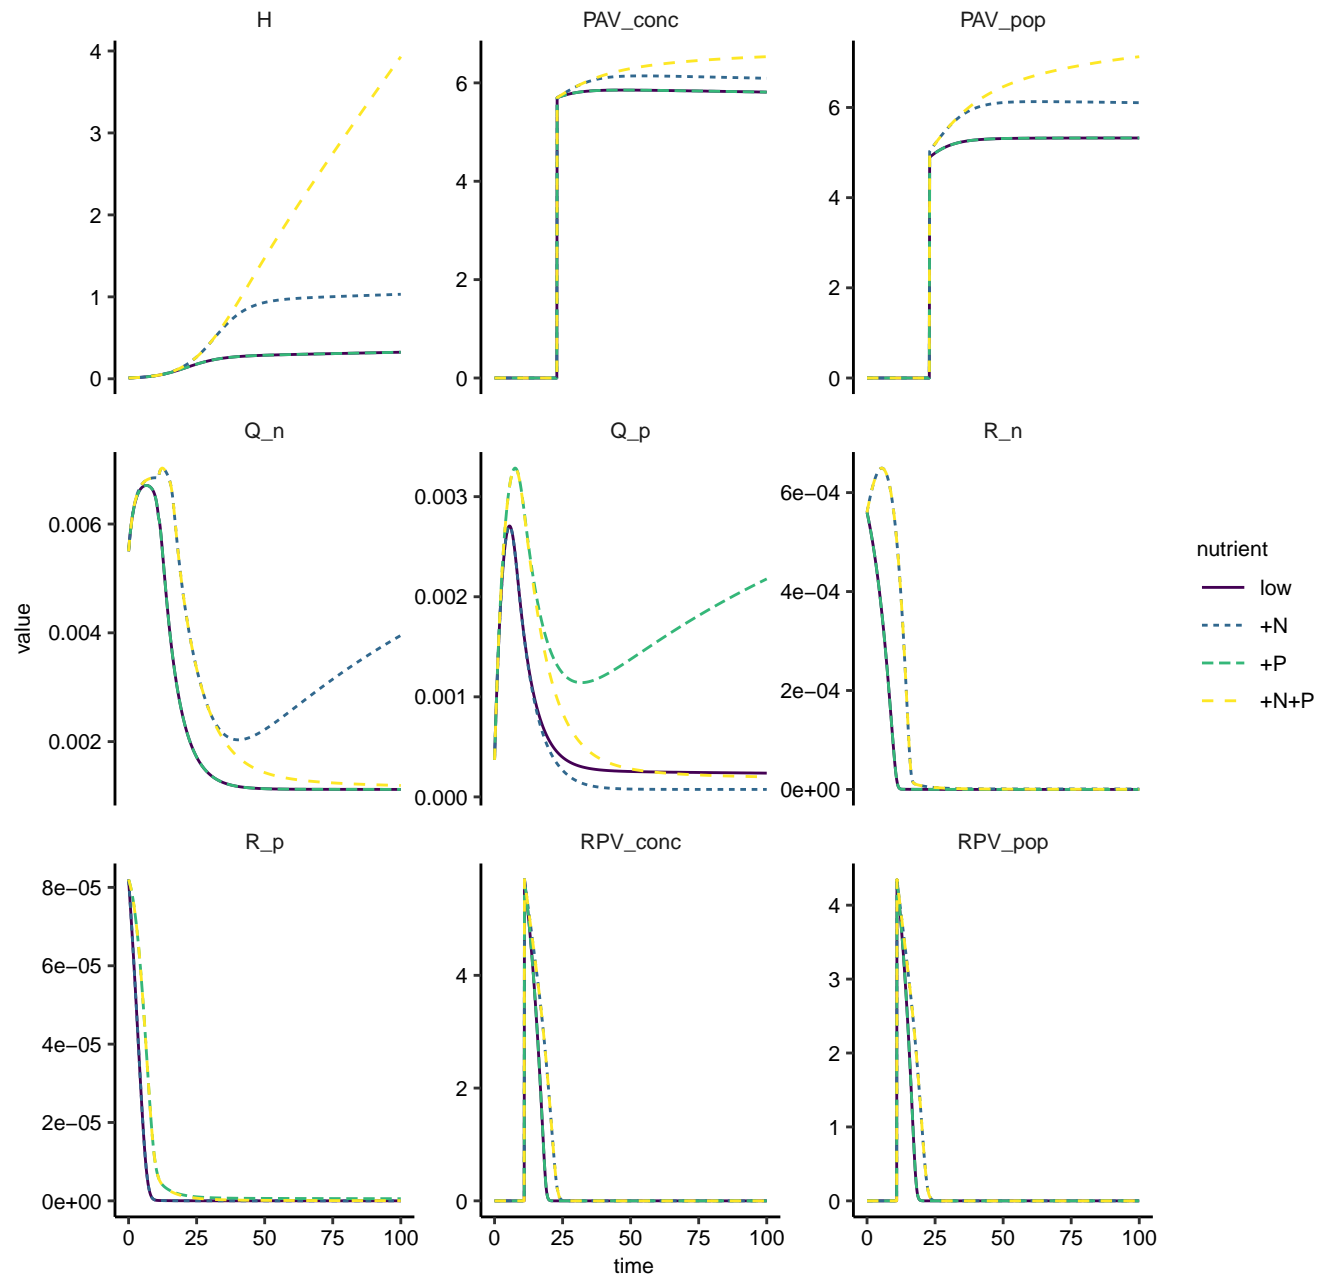 H PAV_conc PAV_pop
4
3
2
1
0
6
4
2
0
6
4
2
0
Q_n Q_p R_n
0.006
0.004
0.002
0.003
0.002
0.001
0.000
6e−04
4e−04
2e−04
0e+00
value
nutrient
low
+N
+P
+N+P
R_p RPV_conc RPV_pop
8e−05
6e−05
4e−05
2e−05
0e+00
4
2
0
4
3
2
1
0
0 25 50 75 100 0 25 50 75 100 0 25 50 75 100
time